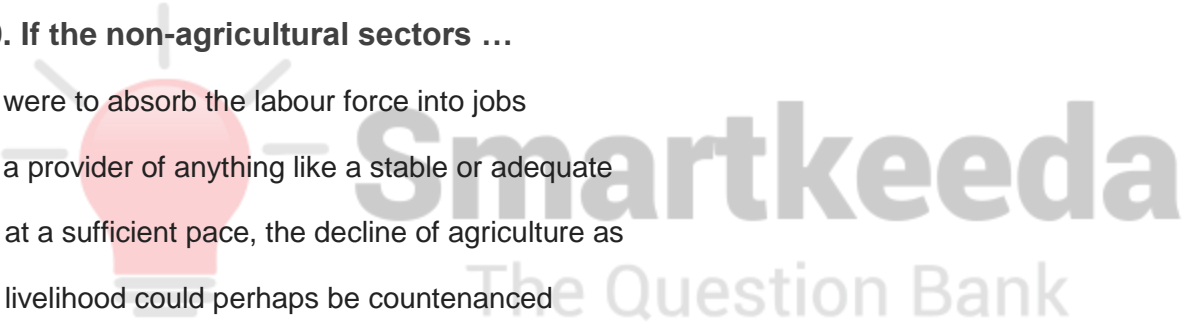 . If the non-agricultural sectors …
were to absorb the labour force into jobs
a provider of anything like a stable or adequate
at a sufficient pace, the decline of agriculture as
livelihood could perhaps be countenanced
Smartkeeda
The Question Bank